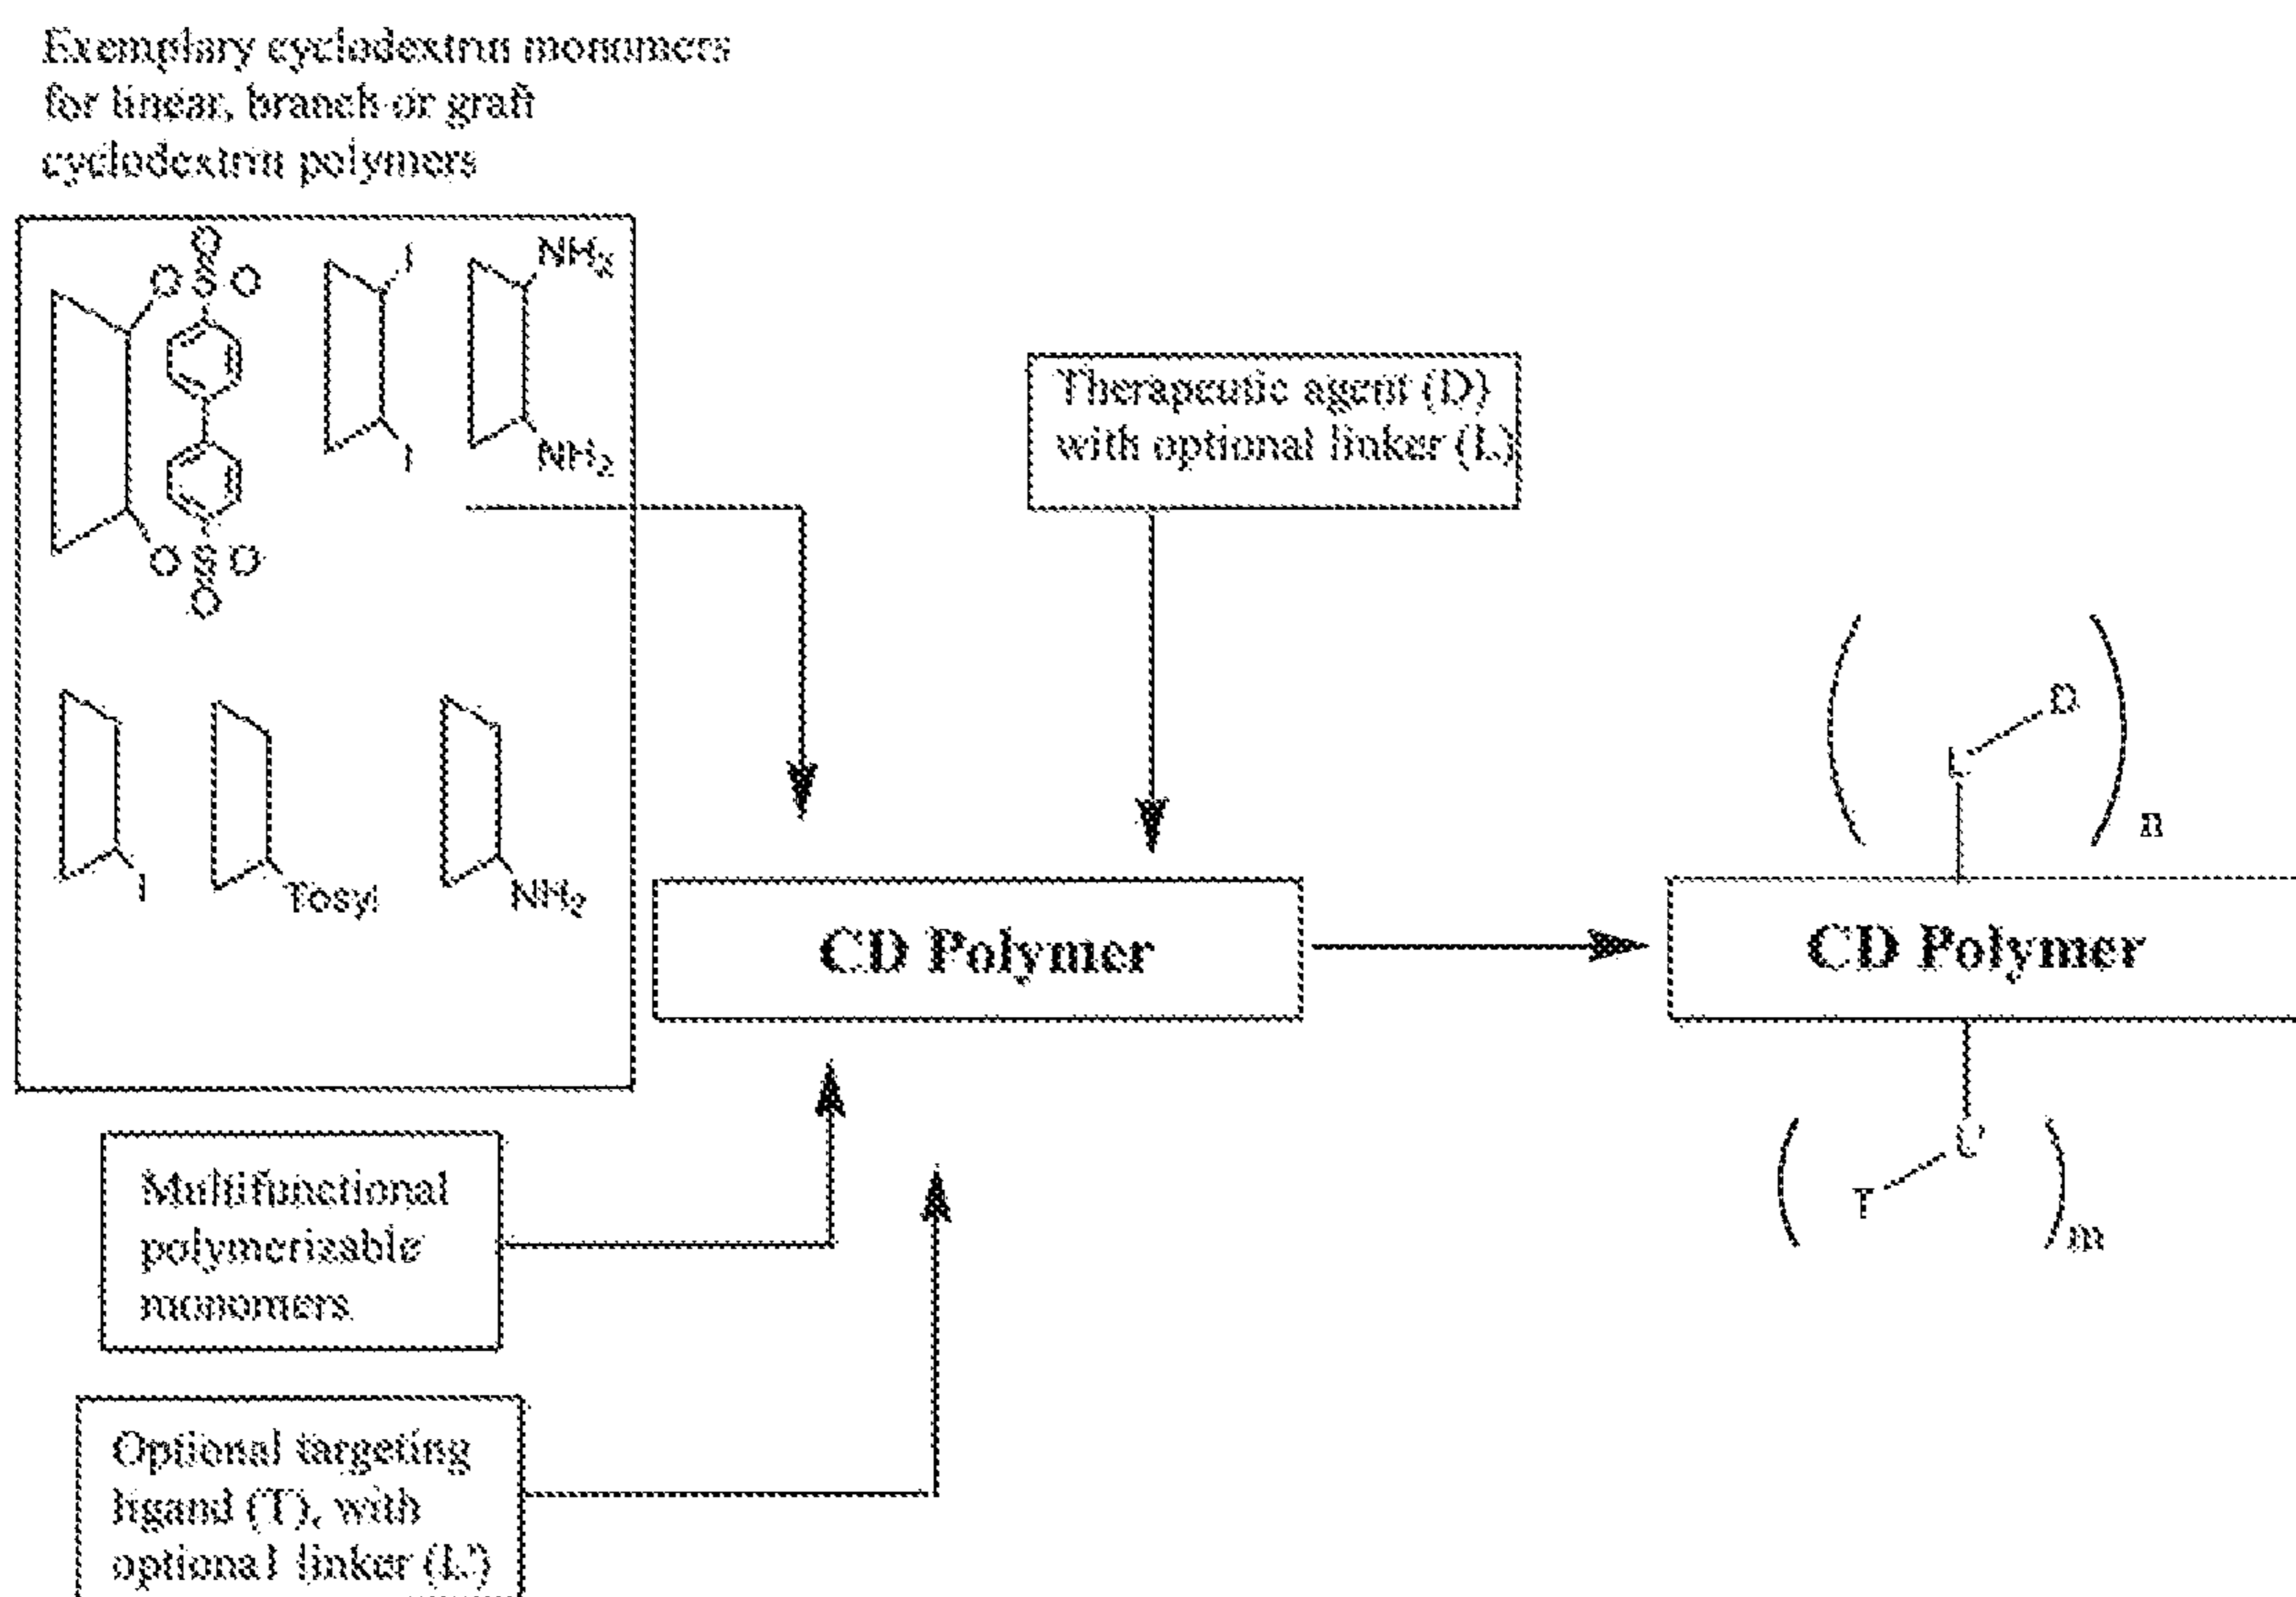 Exemplary cyclodextrin monomers
for linear, branch or graft
cyclodextrin polymers
O
O S O
O S O
O
I
I
NH2
NH2
I
Tosyl
NH2
Therapeutic agent (D)
with optional linker (L)
CD Polymer
Multifunctional
polymerizable
monomers
Optional targeting
ligand (T), with
optional linker (L')
D
L
n
CD Polymer
L'
T
m